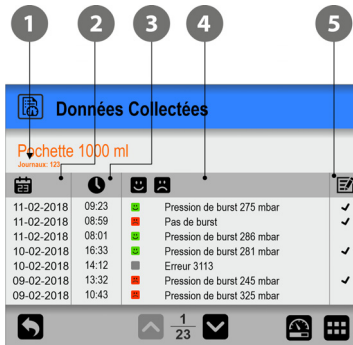 1 2 3 4 5
Données Collectées
Pochette 1000 ml
Journaux: 123
23
11-02-2018 09:23 Pression de burst 275 mbar
11-02-2018 08:59 Pas de burst
11-02-2018 08:01 Pression de burst 286 mbar
10-02-2018 16:33 Pression de burst 281 mbar
10-02-2018 14:12 Erreur 3113
09-02-2018 13:32 Pression de burst 245 mbar
09-02-2018 10:43 Pression de burst 325 mbar
1
23